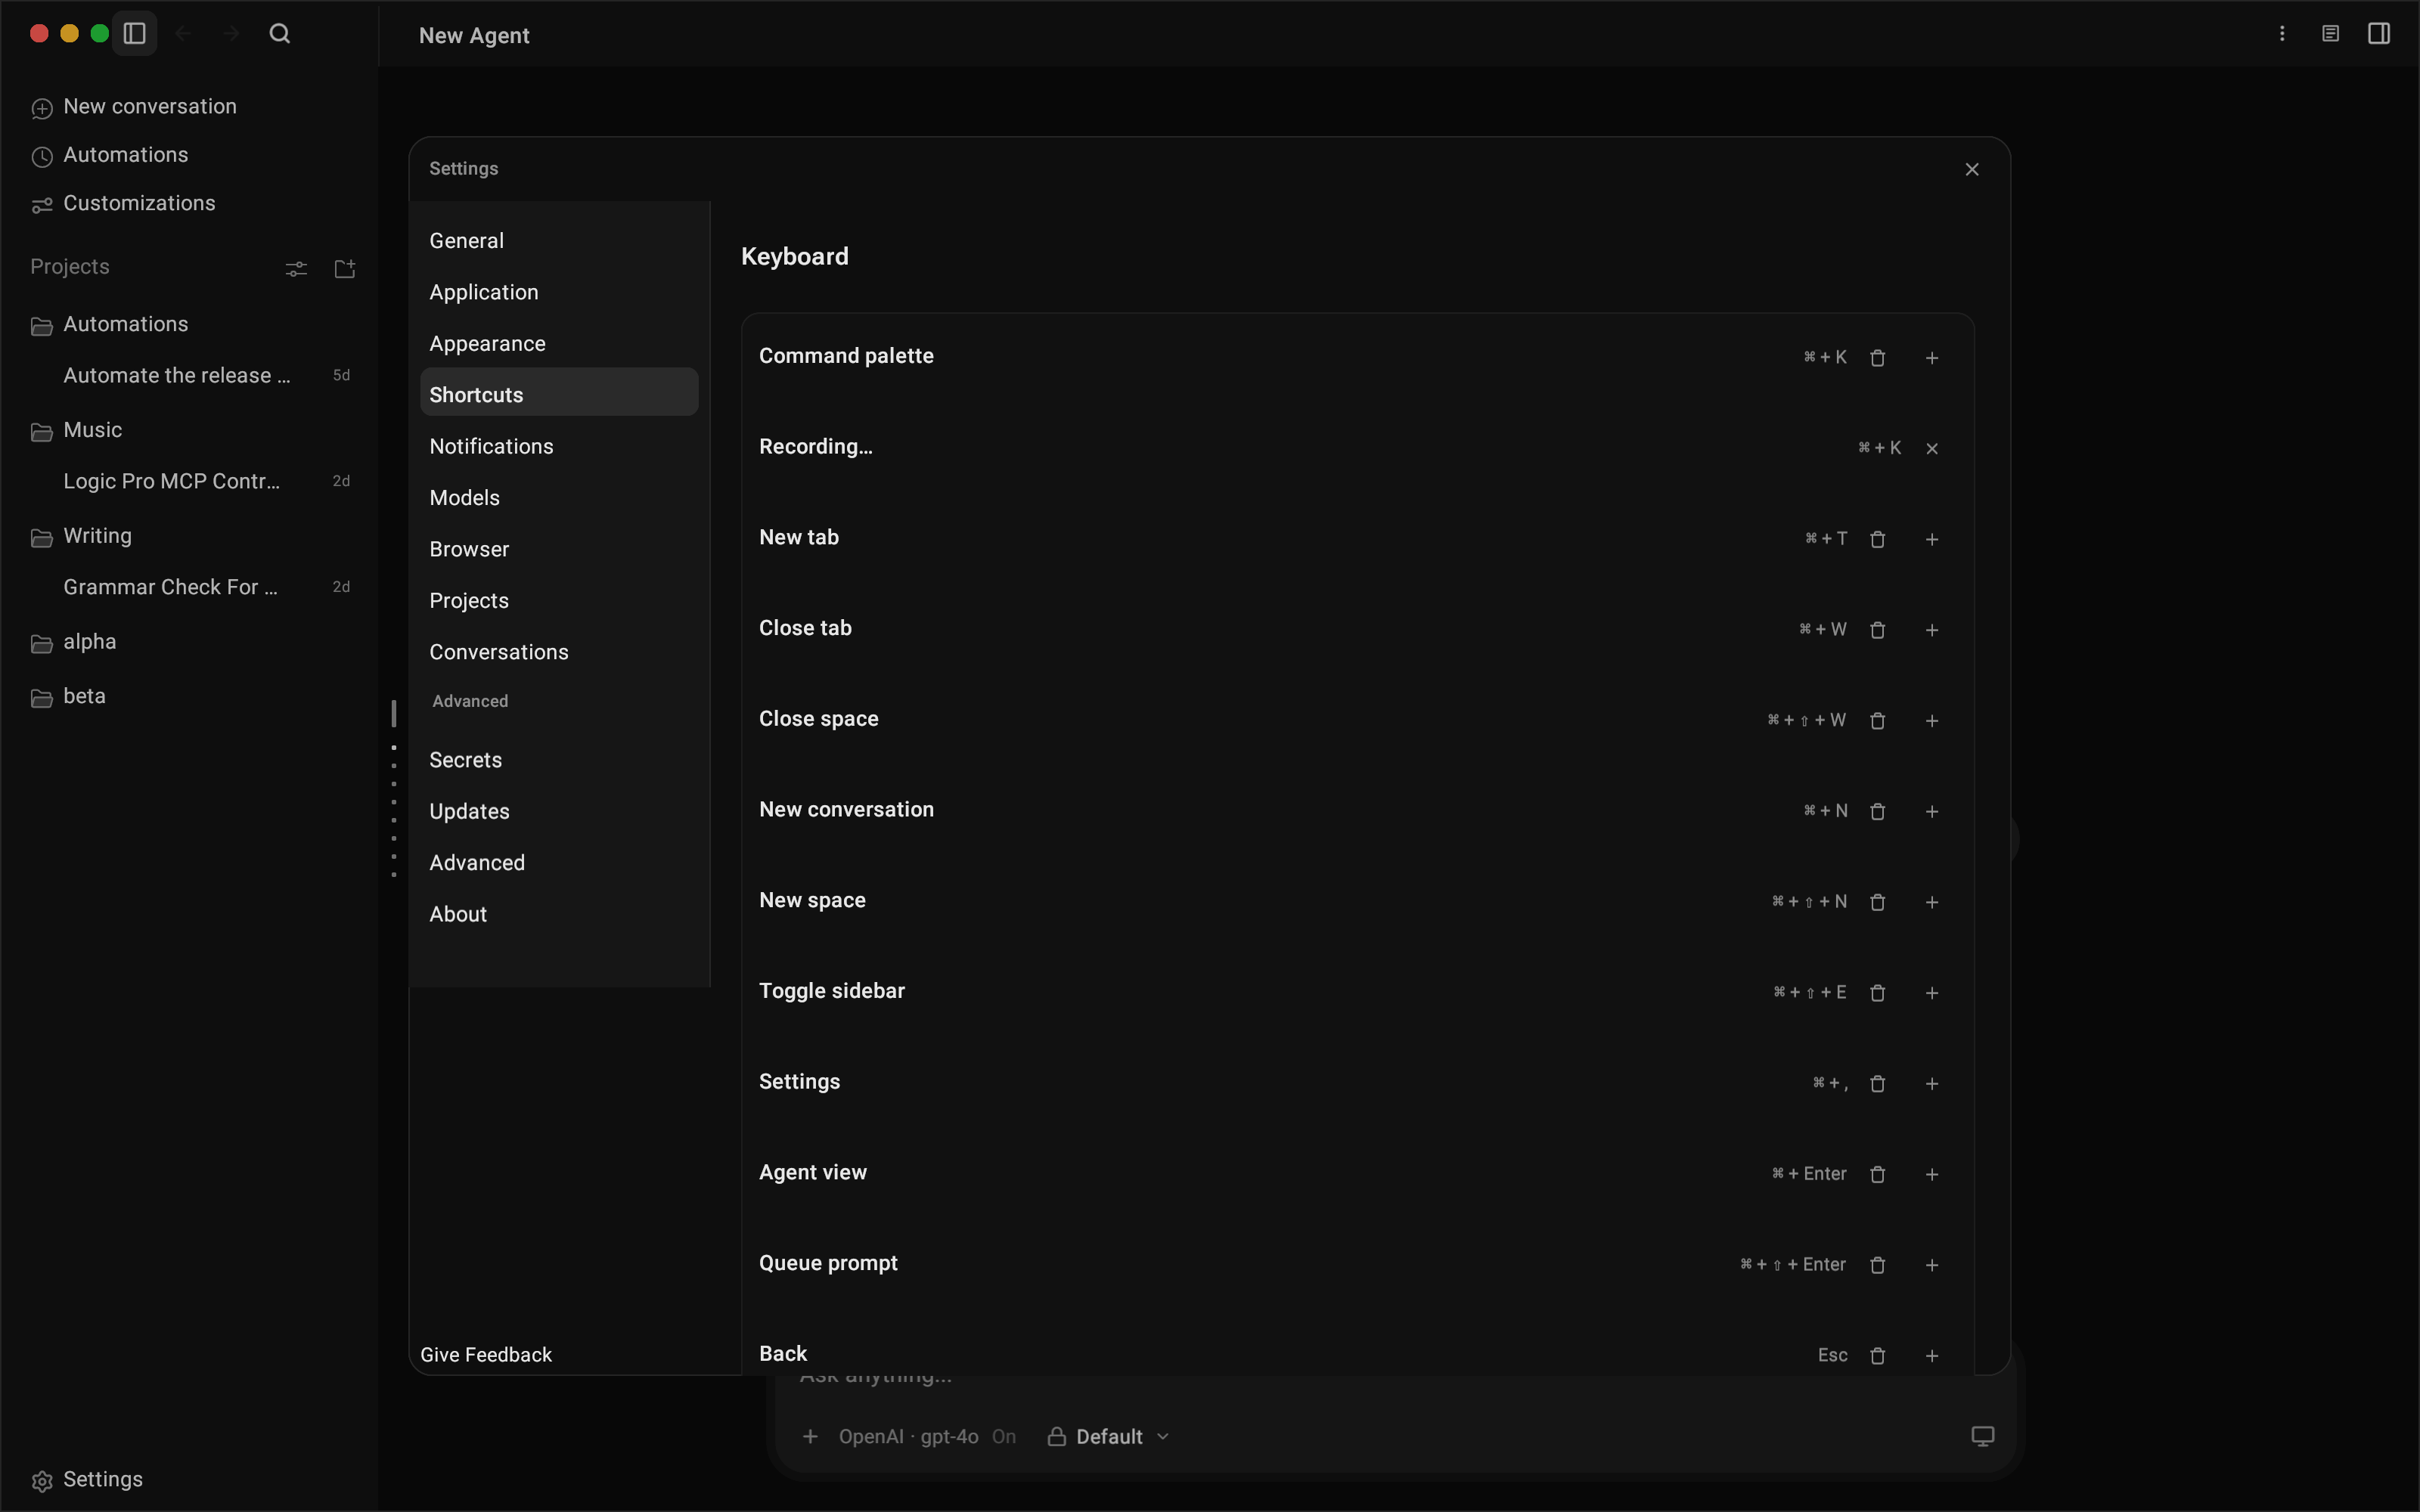 New Agent
New conversation
Automations
Customizations
Projects
Automations
Automate the release ... 5d
Music
Logic Pro MCP Contr... 2d
Writing
Grammar Check For ... 2d
alpha
beta
Settings
Settings
General
Application
Appearance
Shortcuts
Notifications
Models
Browser
Projects
Conversations
Advanced
Secrets
Updates
Advanced
About
Give Feedback
Keyboard
Command palette ⌘ + K
Recording... ⌘ + K
New tab ⌘ + T
Close tab ⌘ + W
Close space ⌘ + ⇧ + W
New conversation ⌘ + N
New space ⌘ + ⇧ + N
Toggle sidebar ⌘ + ⇧ + E
Settings ⌘ + ,
Agent view ⌘ + Enter
Queue prompt ⌘ + ⇧ + Enter
Back Esc
Ask anything...
OpenAI · gpt-4o On Default